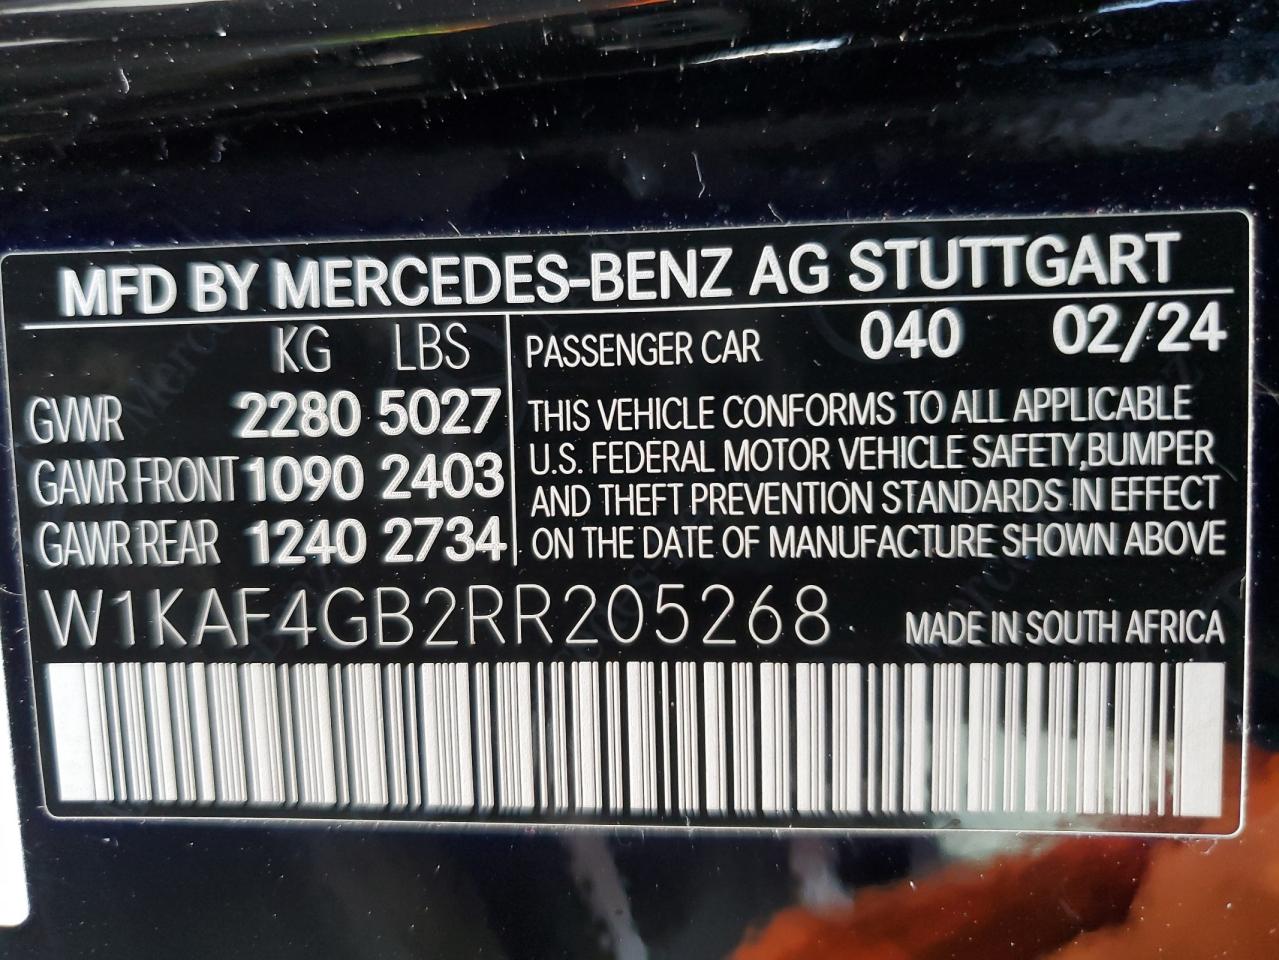 MFD BY MERCEDES-BENZ AG STUTTGART
KG LBS
GVWR 2280 5027
GAWR FRONT 1090 2403
GAWR REAR 1240 2734
PASSENGER CAR 040 02/24
THIS VEHICLE CONFORMS TO ALL APPLICABLE
U.S. FEDERAL MOTOR VEHICLE SAFETY,BUMPER
AND THEFT PREVENTION STANDARDS IN EFFECT
ON THE DATE OF MANUFACTURE SHOWN ABOVE
W1KAF4GB2RR205268 MADE IN SOUTH AFRICA